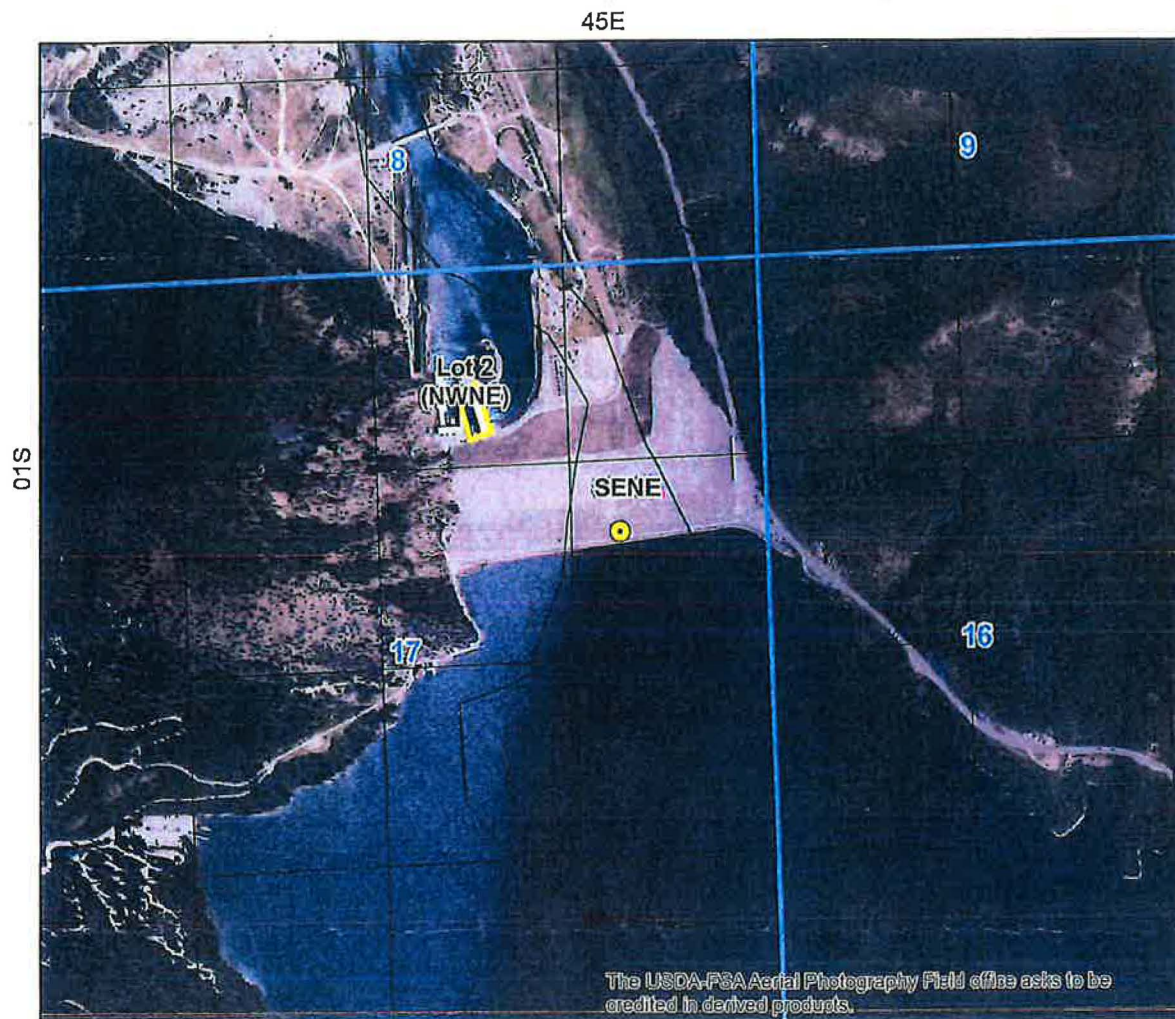 45E
8
9
Lot 2
(NWNE)
01S
SENE
17
16
The USDA-FSA Aerial Photography Field office asks to be
credited in derived products.